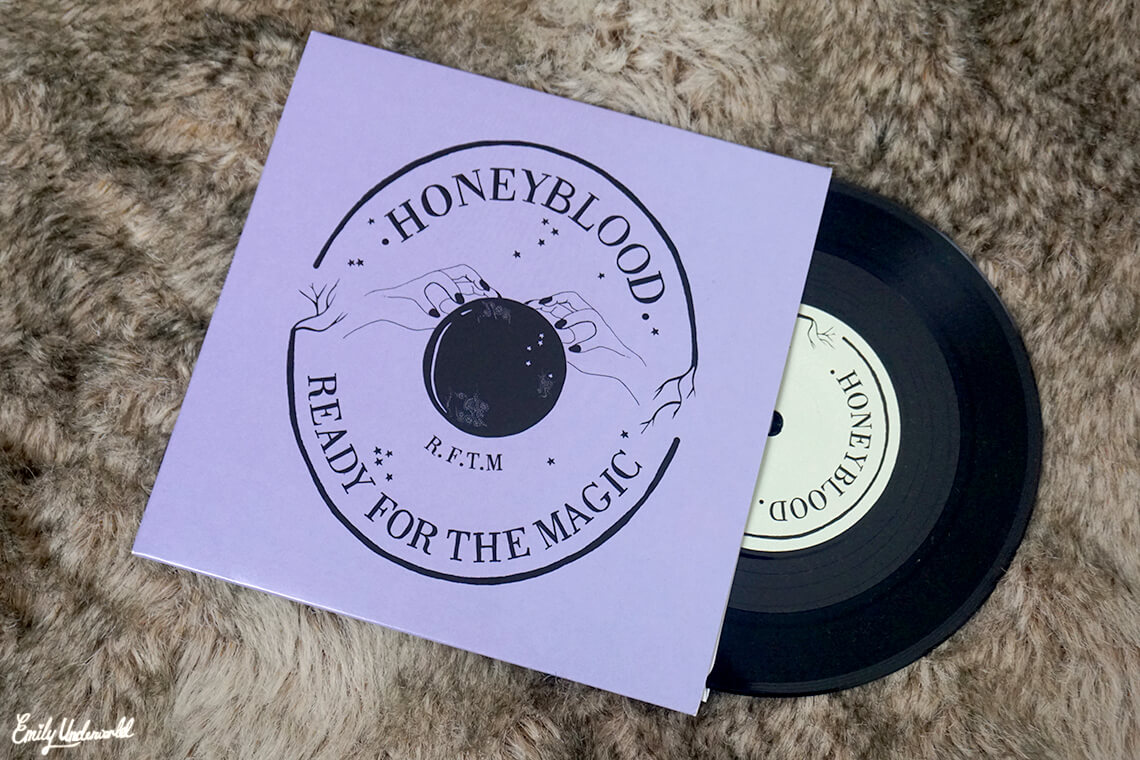 ·HONEYBLOOD·
R.F.T.M
READY FOR THE MAGIC
·HONEYBLOOD·
Emily Underworld